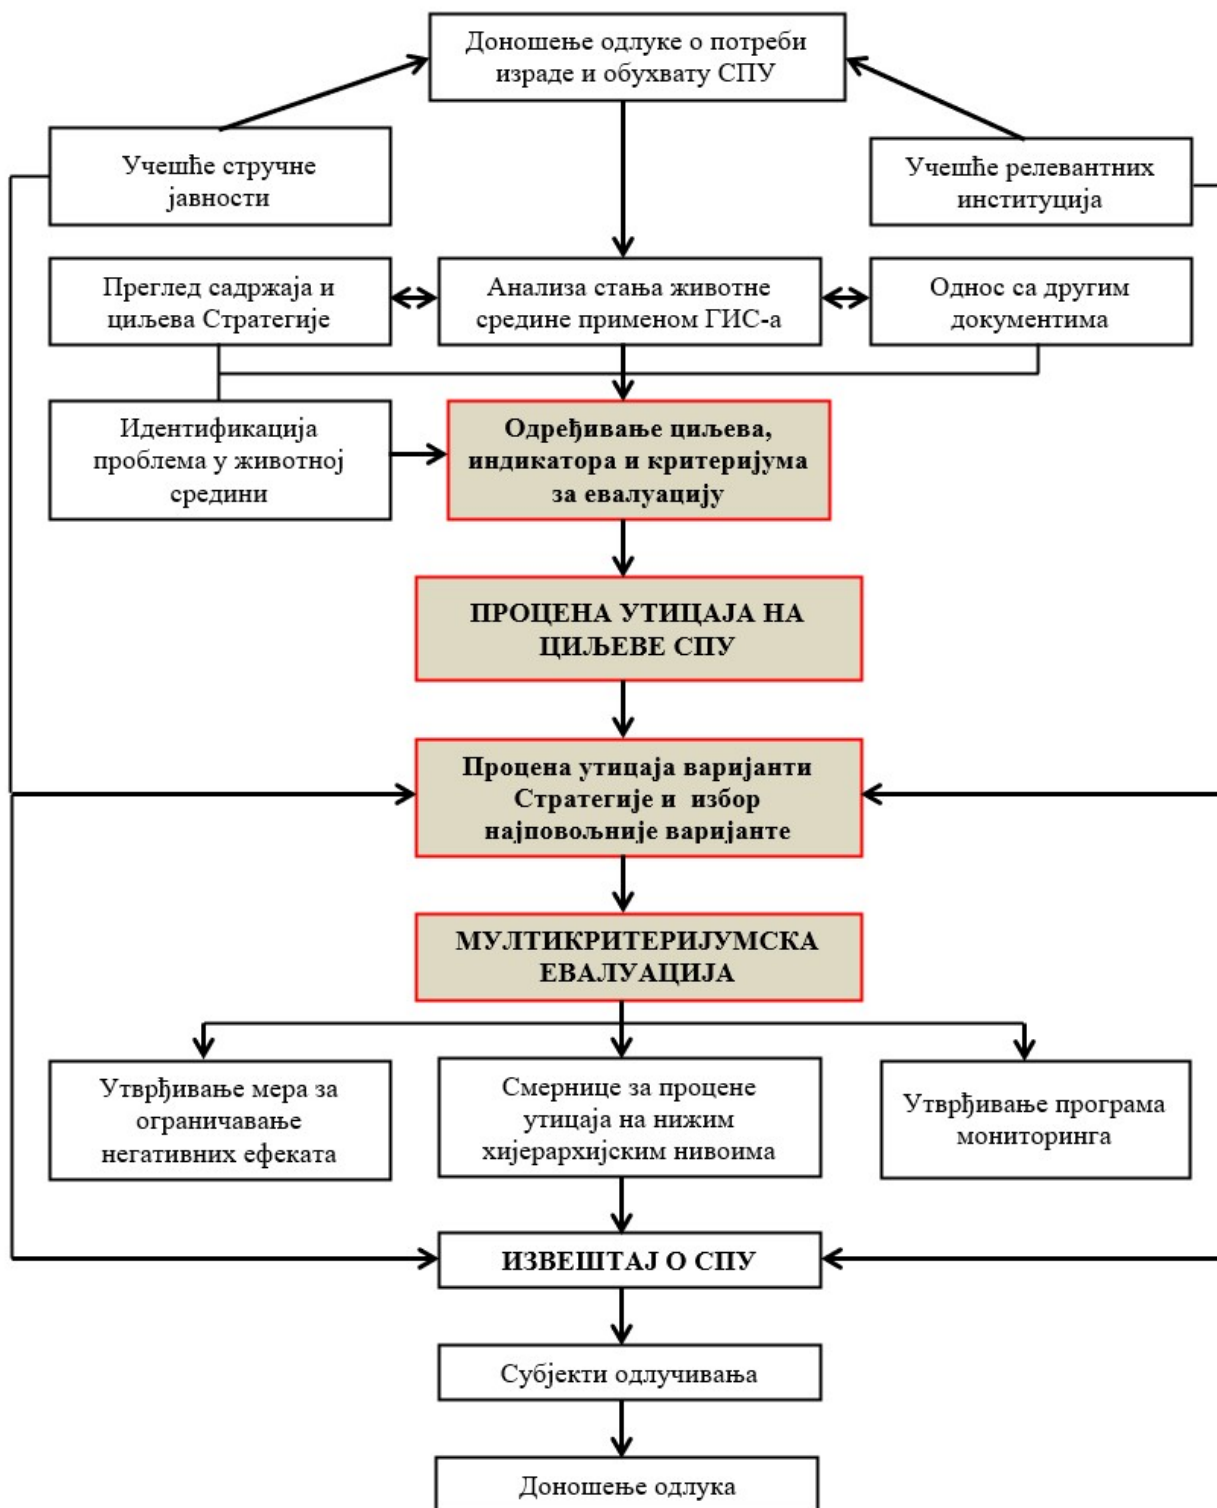 Доношење одлуке о потреби
израде и обухвату СПУ
Учешће стручне
јавности
Учешће релевантних
институција
Преглед садржаја и
циљева Стратегије
Анализа стања животне
средине применом ГИС-а
Однос са другим
документима
Идентификација
проблема у животној
средини
Одређивање циљева,
индикатора и критеријума
за евалуацију
ПРОЦЕНА УТИЦАЈА НА
ЦИЉЕВЕ СПУ
Процена утицаја варијанти
Стратегије и избор
најповољније варијанте
МУЛТИКРИТЕРИЈУМСКА
ЕВАЛУАЦИЈА
Утврђивање мера за
ограничавање
негативних ефеката
Смернице за процене
утицаја на нижим
хијерархијским нивоима
Утврђивање програма
мониторинга
ИЗВЕШТАЈ О СПУ
Субјекти одлучивања
Доношење одлука